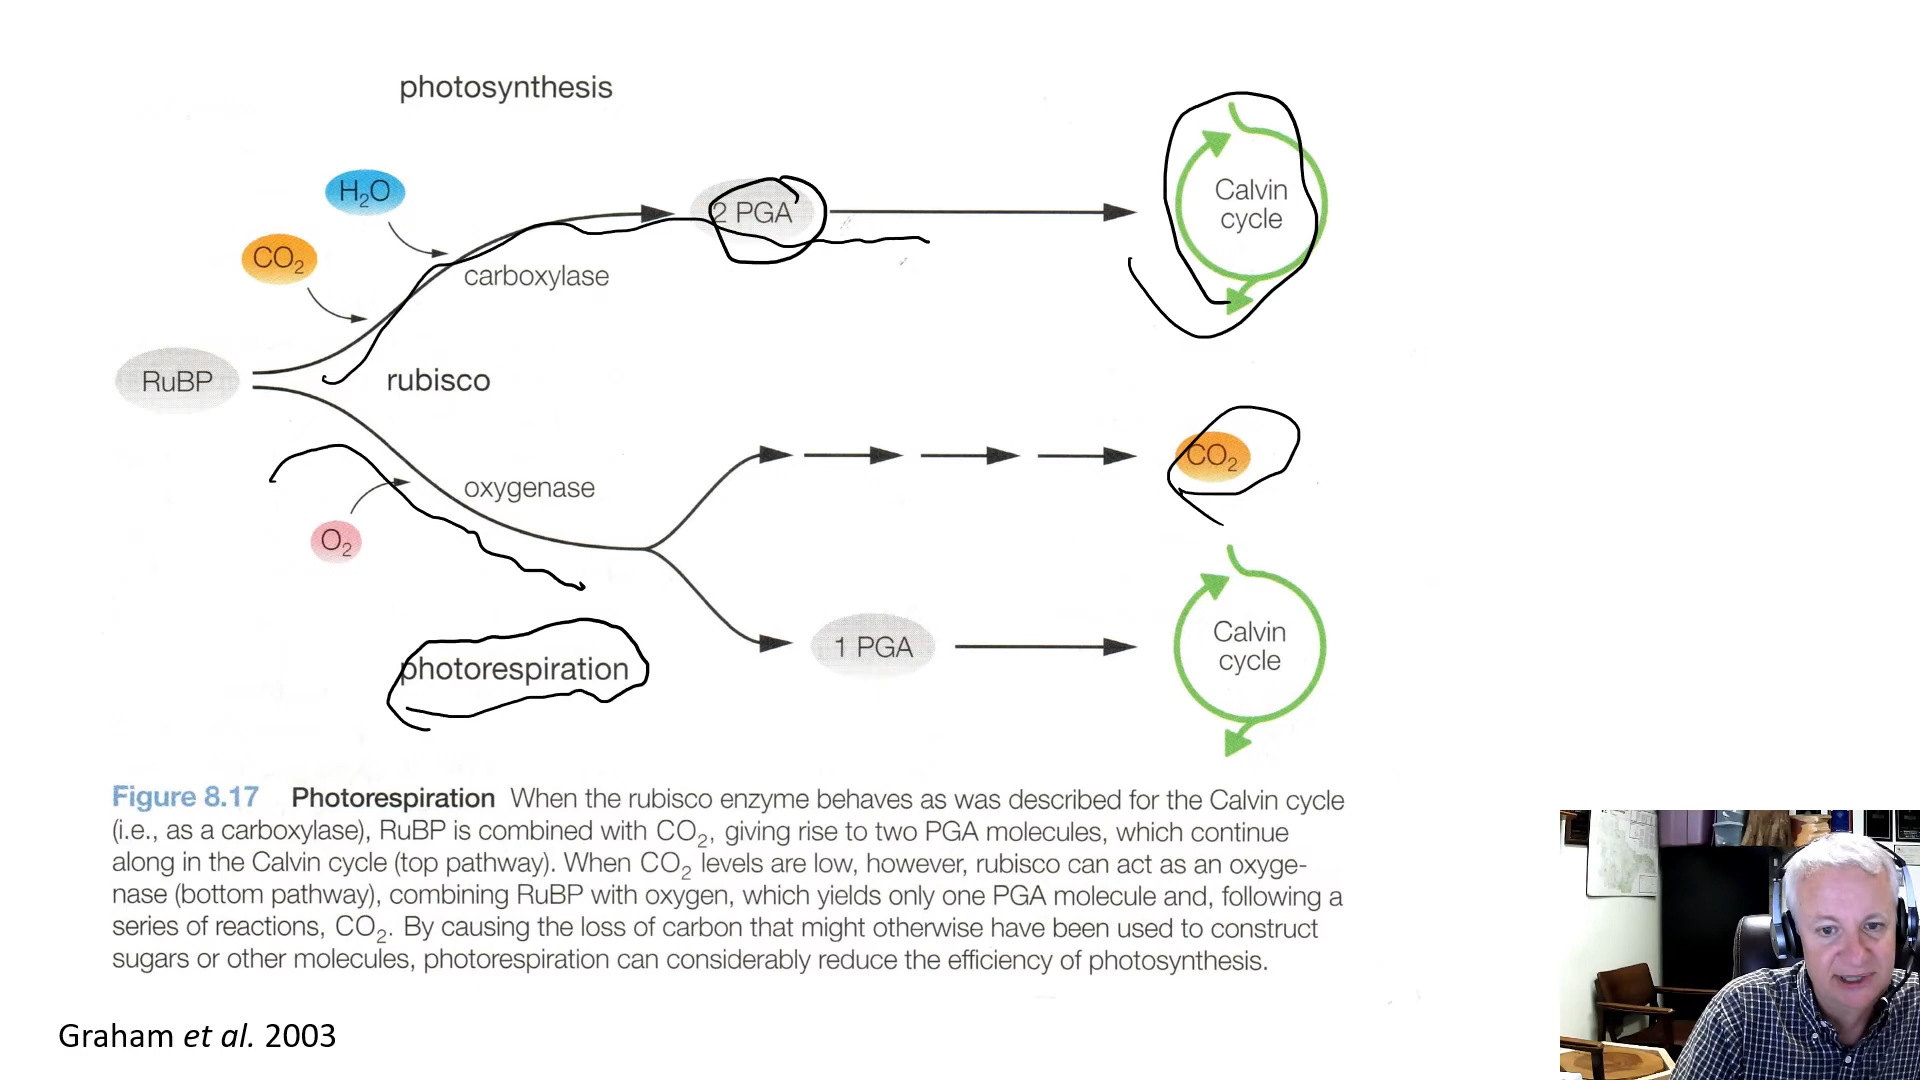 photosynthesis
H₂O
2 PGA
Calvin
cycle
CO₂
carboxylase
RuBP
rubisco
CO₂
oxygenase
O₂
Calvin
cycle
1 PGA
photorespiration
Figure 8.17 Photorespiration When the rubisco enzyme behaves as was described for the Calvin cycle
(i.e., as a carboxylase), RuBP is combined with CO₂, giving rise to two PGA molecules, which continue
along in the Calvin cycle (top pathway). When CO₂ levels are low, however, rubisco can act as an oxyge-
nase (bottom pathway), combining RuBP with oxygen, which yields only one PGA molecule and, following a
series of reactions, CO₂. By causing the loss of carbon that might otherwise have been used to construct
sugars or other molecules, photorespiration can considerably reduce the efficiency of photosynthesis.
Graham et al. 2003